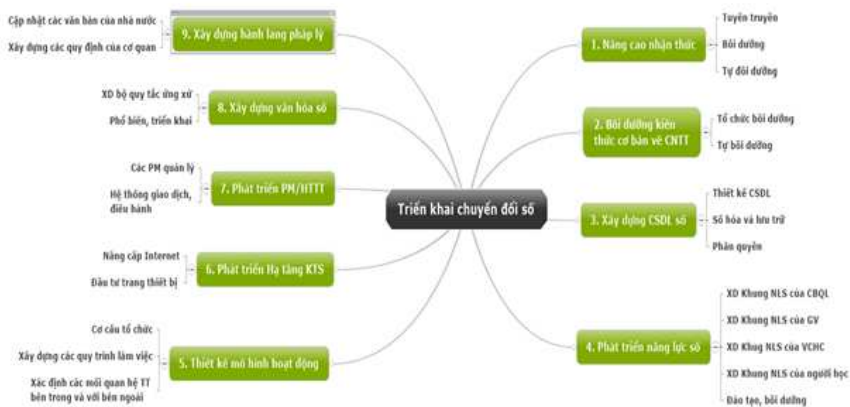 Triển khai chuyển đổi số
1. Nâng cao nhận thức
Tuyên truyền
Bồi dưỡng
Tự đồi dưỡng
2. Bồi dưỡng kiến
thức cơ bản về CNTT
Tổ chức bồi dưỡng
Tự bồi dưỡng
3. Xây dựng CSDL số
Thiết kế CSDL
Số hóa và lưu trữ
Phân quyền
4. Phát triển năng lực số
XD Khung NLS của CBQL
XD Khung NLS của GV
XD Khug NLS của VCHC
XD Khung NLS của người học
Đào tạo, bồi dưỡng
5. Thiết kế mô hình hoạt động
Cơ cấu tổ chức
Xây dựng các quy trình làm việc
Xác định các mối quan hệ TT
bên trong và với bên ngoài
6. Phát triển Hạ tầng KTS
Nâng cấp Internet
Đầu tư trang thiết bị
7. Phát triển PM/HTTT
Các PM quản lý
Hệ thống giao dịch,
điều hành
8. Xây dựng văn hóa số
XD bộ quy tắc ứng xử
Phổ biến, triển khai
9. Xây dựng hành lang pháp lý
Cập nhật các văn bản của nhà nước
Xây dựng các quy định của cơ quan